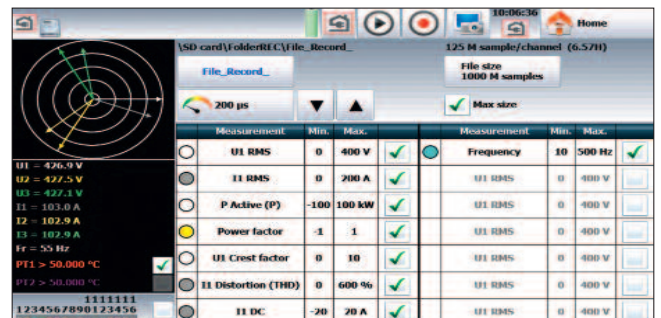 10:06:36
Home
\SD card\FolderREC\File_Record_
125 M sample/channel (6.57H)
File_Record_
File size
1000 M samples
200 µs
Max size
Measurement Min. Max. Measurement Min. Max.
U1 RMS 0 400 V Frequency 10 500 Hz
I1 RMS 0 200 A U1 RMS 0 400 V
P Active (P) -100 100 kW U1 RMS 0 400 V
Power factor -1 1 U1 RMS 0 400 V
U1 Crest factor 0 10 U1 RMS 0 400 V
I1 Distortion (THD) 0 600 % U1 RMS 0 400 V
I1 DC -20 20 A U1 RMS 0 400 V
U1 = 426.9 V
U2 = 427.5 V
U3 = 427.1 V
I1 = 103.0 A
I2 = 102.9 A
I3 = 102.9 A
Fr = 55 Hz
PT1 > 50.000 °C
PT2 > 50.000 °C
1111111
1234567890123456